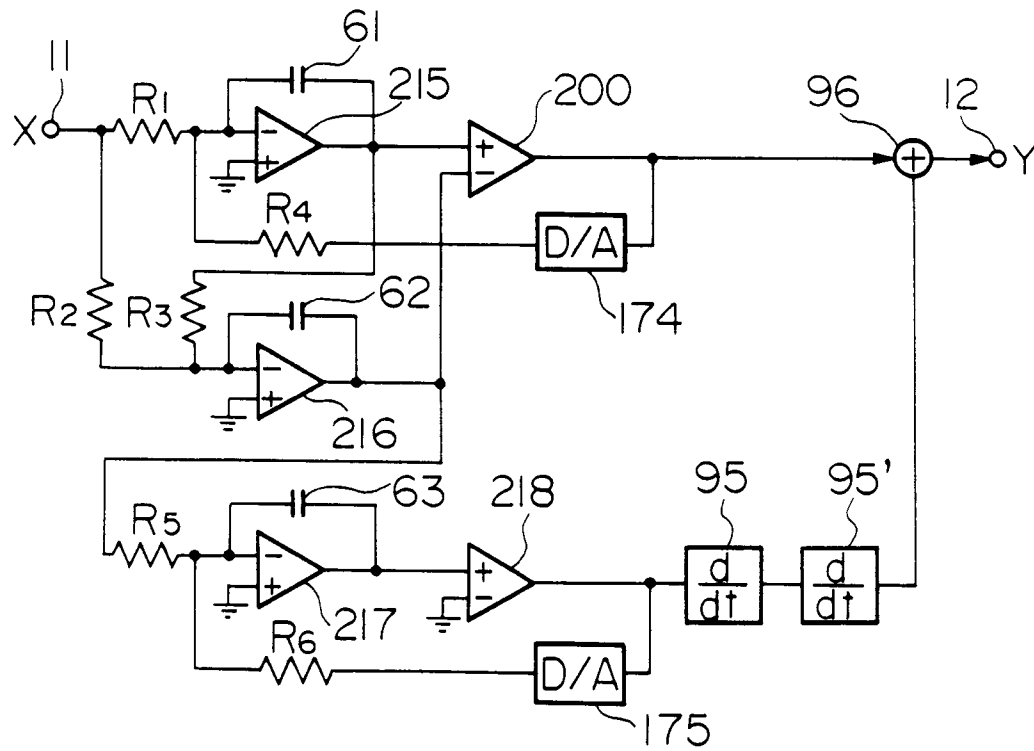 61
11
215
200
96
12
X
R1
−
+
+
−
+
Y
R4
D/A
174
R2
R3
62
−
+
216
63
218
95
95'
R5
−
+
+
−
d/dt
d/dt
217
R6
D/A
175